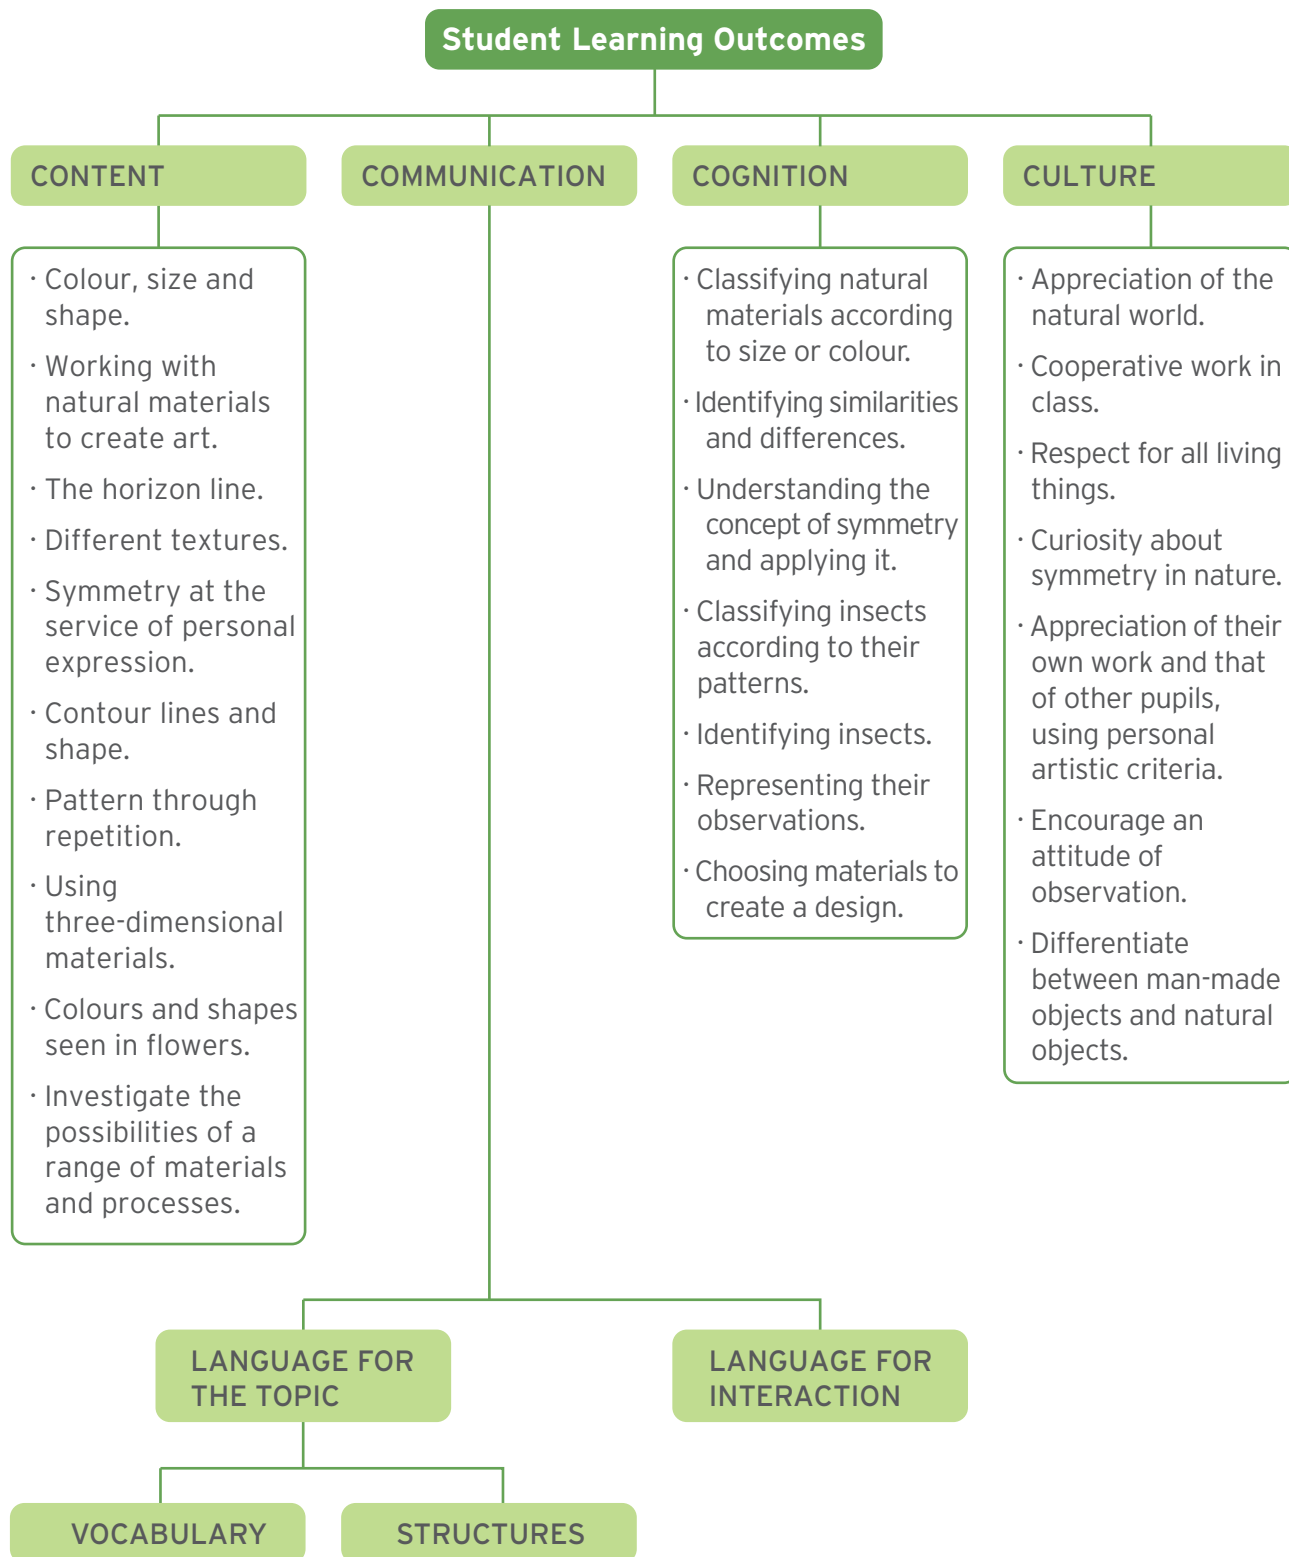 Student Learning Outcomes
CONTENT
· Colour, size and
shape.
· Working with
natural materials
to create art.
· The horizon line.
· Different textures.
· Symmetry at the
service of personal
expression.
· Contour lines and
shape.
· Pattern through
repetition.
· Using
three-dimensional
materials.
· Colours and shapes
seen in flowers.
· Investigate the
possibilities of a
range of materials
and processes.
COMMUNICATION
COGNITION
· Classifying natural
materials according
to size or colour.
· Identifying similarities
and differences.
· Understanding the
concept of symmetry
and applying it.
· Classifying insects
according to their
patterns.
· Identifying insects.
· Representing their
observations.
· Choosing materials to
create a design.
CULTURE
· Appreciation of the
natural world.
· Cooperative work in
class.
· Respect for all living
things.
· Curiosity about
symmetry in nature.
· Appreciation of their
own work and that
of other pupils,
using personal
artistic criteria.
· Encourage an
attitude of
observation.
· Differentiate
between man-made
objects and natural
objects.
LANGUAGE FOR
THE TOPIC
LANGUAGE FOR
INTERACTION
VOCABULARY
STRUCTURES